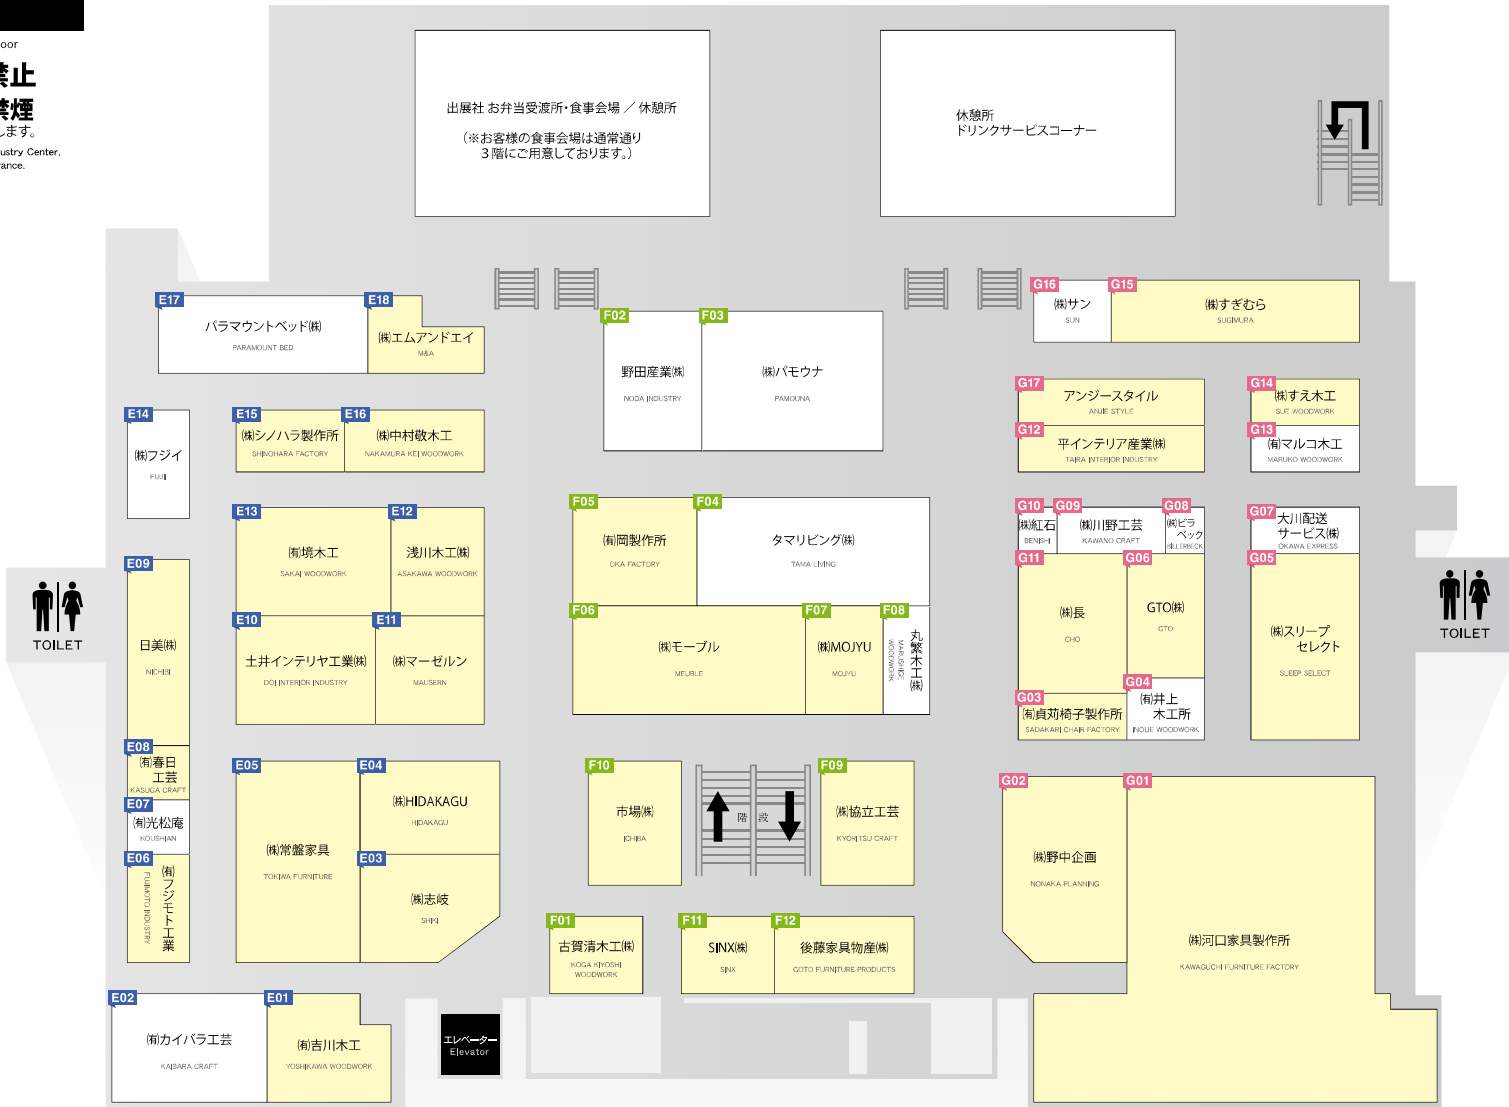 oor
禁止
禁煙
します。
ustry Center.
rance.
出展社 お弁当受渡所・食事会場 ／ 休憩所
(※お客様の食事会場は通常通り
3階にご用意しております。)
休憩所
ドリンクサービスコーナー
E17
パラマウントベッド㈱
PARAMOUNT BED
E18
㈱エムアンドエイ
M&A
F02
野田産業㈱
NODA INDUSTRY
F03
㈱パモウナ
PAMOUNA
G16
㈱サン
SUN
G15
㈱すぎむら
SUGIMURA
E14
㈱フジイ
FUJII
E15
㈱シノハラ製作所
SHINOHARA FACTORY
E16
㈱中村敬木工
NAKAMURA KEI WOODWORK
G17
アンジースタイル
ANJIE STYLE
G12
平インテリア産業㈱
TAIRA INTERIOR INDUSTRY
G14
㈱すえ木工
SUE WOODWORK
G13
㈲マルコ木工
MARUKO WOODWORK
E13
㈲境木工
SAKAI WOODWORK
E12
浅川木工㈱
ASAKAWA WOODWORK
F05
㈲岡製作所
OKA FACTORY
F04
タマリビング㈱
TAMA LIVING
G10
㈱紅石
BENISHI
G09
㈱川野工芸
KAWANO CRAFT
G08
㈱ビラ
ベック
BILLERBECK
G07
大川配送
サービス㈱
OKAWA EXPRESS
E09
日美㈱
NICHIBI
E10
土井インテリヤ工業㈱
DOI INTERIOR INDUSTRY
E11
㈱マーゼルン
MAUSERN
F06
㈱モーブル
MEUBLE
F07
㈱MOJYU
MOJYU
F08
丸繁木工㈱
MARUSHIGE
WOODWORK
G11
㈱長
CHO
G06
GTO㈱
GTO
G05
㈱スリープ
セレクト
SLEEP SELECT
TOILET
TOILET
G03
㈲貞苅椅子製作所
SADAKARI CHAIR FACTORY
G04
㈲井上
木工所
INOUE WOODWORK
E08
㈲春日
工芸
KASUGA CRAFT
E07
㈲光松庵
KOUSHIAN
E06
㈲フジモト工業
FUJIMOTO INDUSTRY
E05
㈱常盤家具
TOKIWA FURNITURE
E04
㈱HIDAKAGU
HIDAKAGU
E03
㈱志岐
SHIKI
F10
市場㈱
ICHIBA
階 段
F09
㈱協立工芸
KYORITSU CRAFT
G02
㈱野中企画
NONAKA PLANNING
G01
㈱河口家具製作所
KAWAGUCHI FURNITURE FACTORY
F01
古賀清木工㈱
KOGA KIYOSHI
WOODWORK
F11
SINX㈱
SINX
F12
後藤家具物産㈱
GOTO FURNITURE PRODUCTS
E02
㈲カイバラ工芸
KAIBARA CRAFT
E01
㈲吉川木工
YOSHIKAWA WOODWORK
エレベーター
Elevator